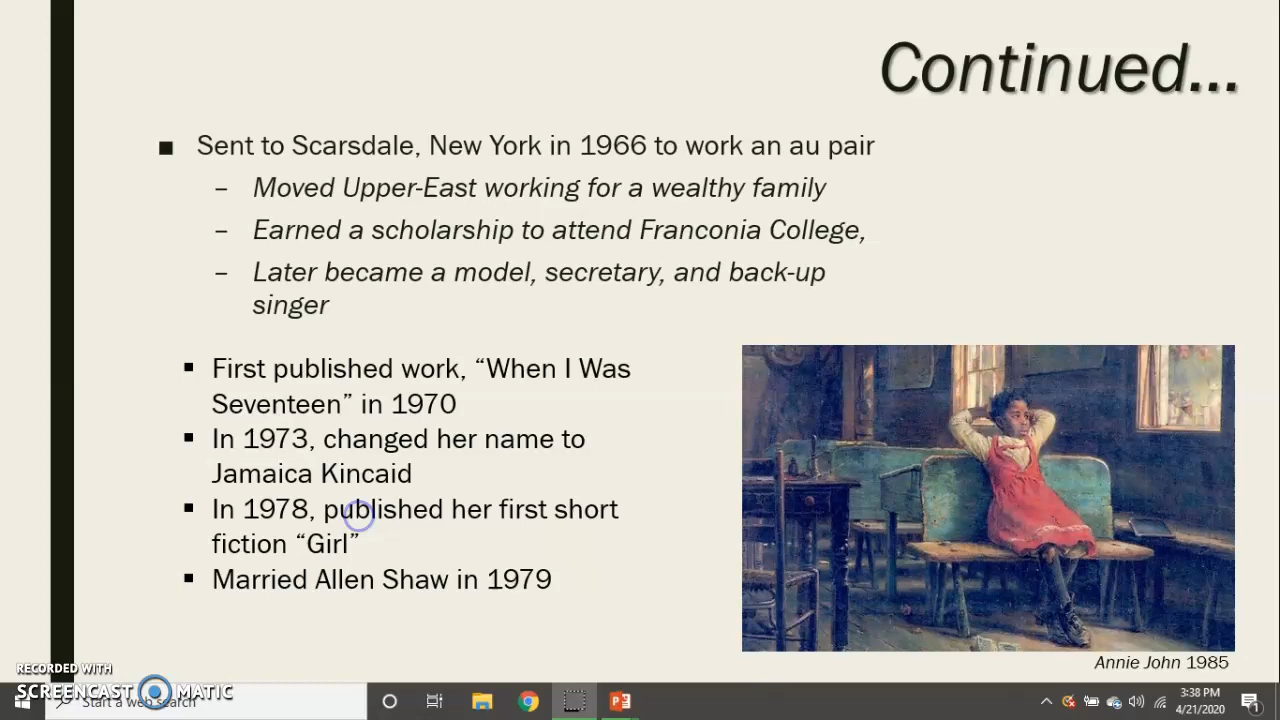 Continued...
■ Sent to Scarsdale, New York in 1966 to work an au pair
– Moved Upper-East working for a wealthy family
– Earned a scholarship to attend Franconia College,
– Later became a model, secretary, and back-up
singer
▪ First published work, “When I Was
Seventeen” in 1970
▪ In 1973, changed her name to
Jamaica Kincaid
▪ In 1978, published her first short
fiction “Girl”
▪ Married Allen Shaw in 1979
Annie John 1985
RECORDED WITH
SCREENCAST MATIC
Start a web search
3:38 PM
4/21/2020
1